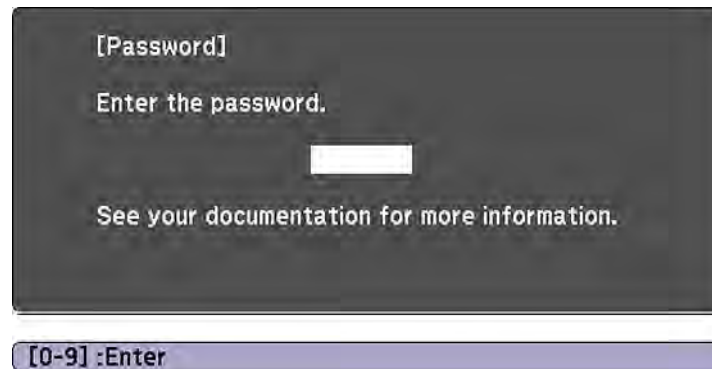 [Password]
Enter the password.
See your documentation for more information.
[0-9] :Enter